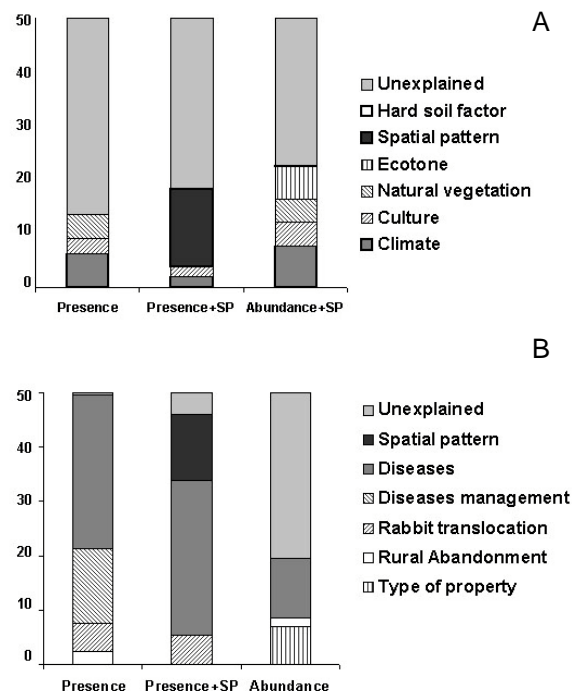 A
50
40
30
20
10
0
Presence Presence+SP Abundance+SP
Unexplained
Hard soil factor
Spatial pattern
Ecotone
Natural vegetation
Culture
Climate
B
50
40
30
20
10
0
Presence Presence+SP Abundance
Unexplained
Spatial pattern
Diseases
Diseases management
Rabbit translocation
Rural Abandonment
Type of property